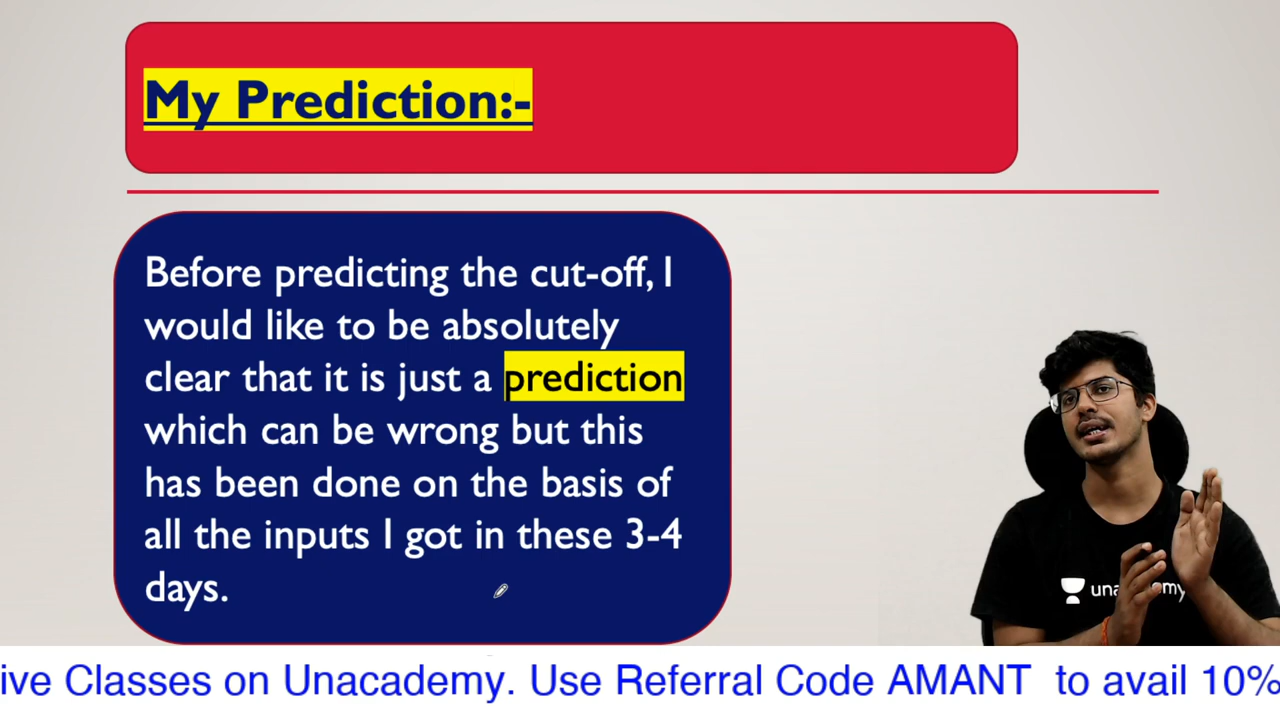 My Prediction:-
Before predicting the cut-off, I
would like to be absolutely
clear that it is just a prediction
which can be wrong but this
has been done on the basis of
all the inputs I got in these 3-4
days.
una my
ive Classes on Unacademy. Use Referral Code AMANT to avail 10%